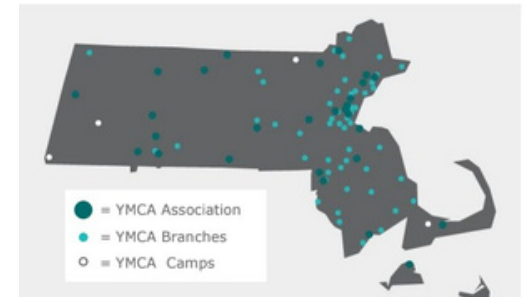 = YMCA Association
= YMCA Branches
= YMCA Camps